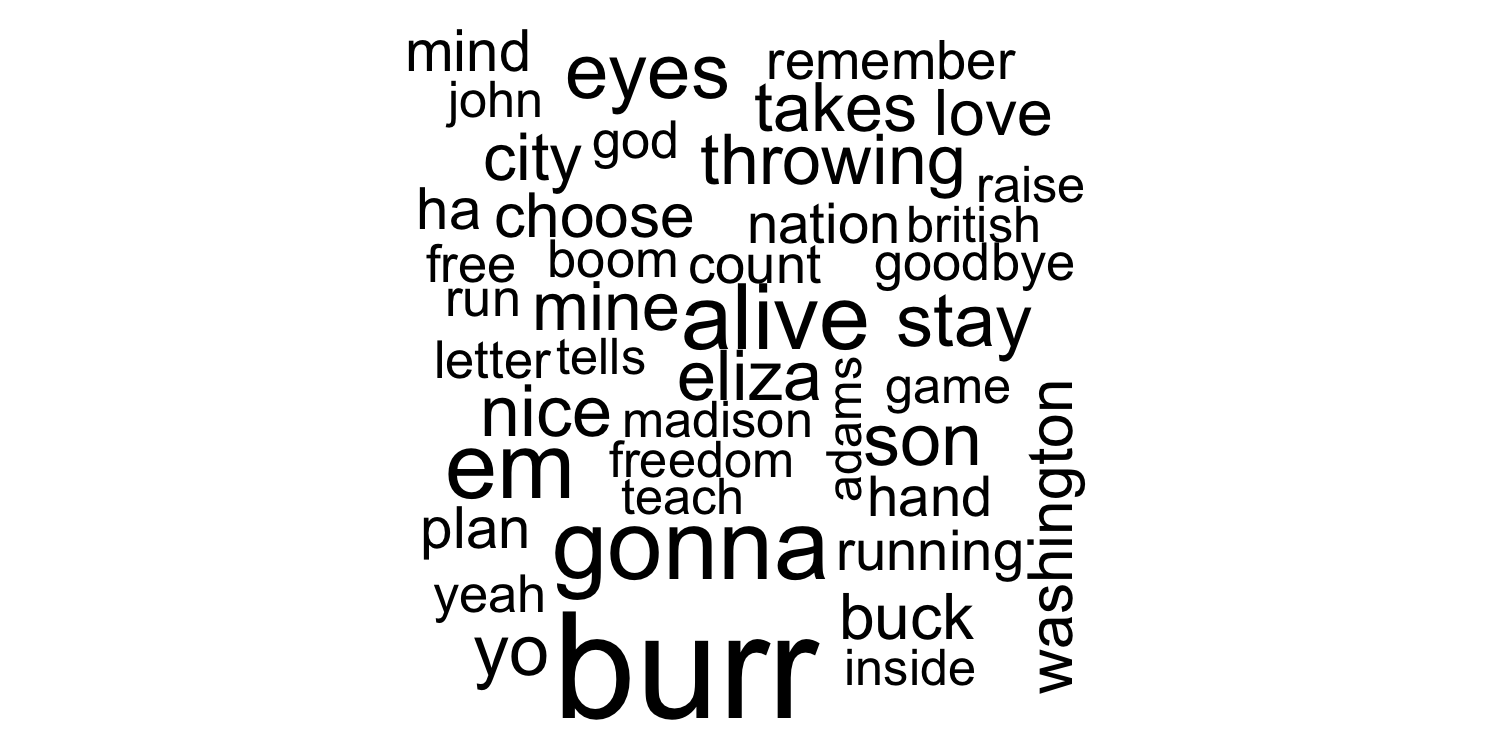 mind eyes remember
john takes love
city god throwing raise
ha choose nation british
free boom count goodbye
run mine alive stay
letter tells eliza adams game washington
nice madison son
em freedom hand
teach
plan gonna running
yeah buck
yo burr inside